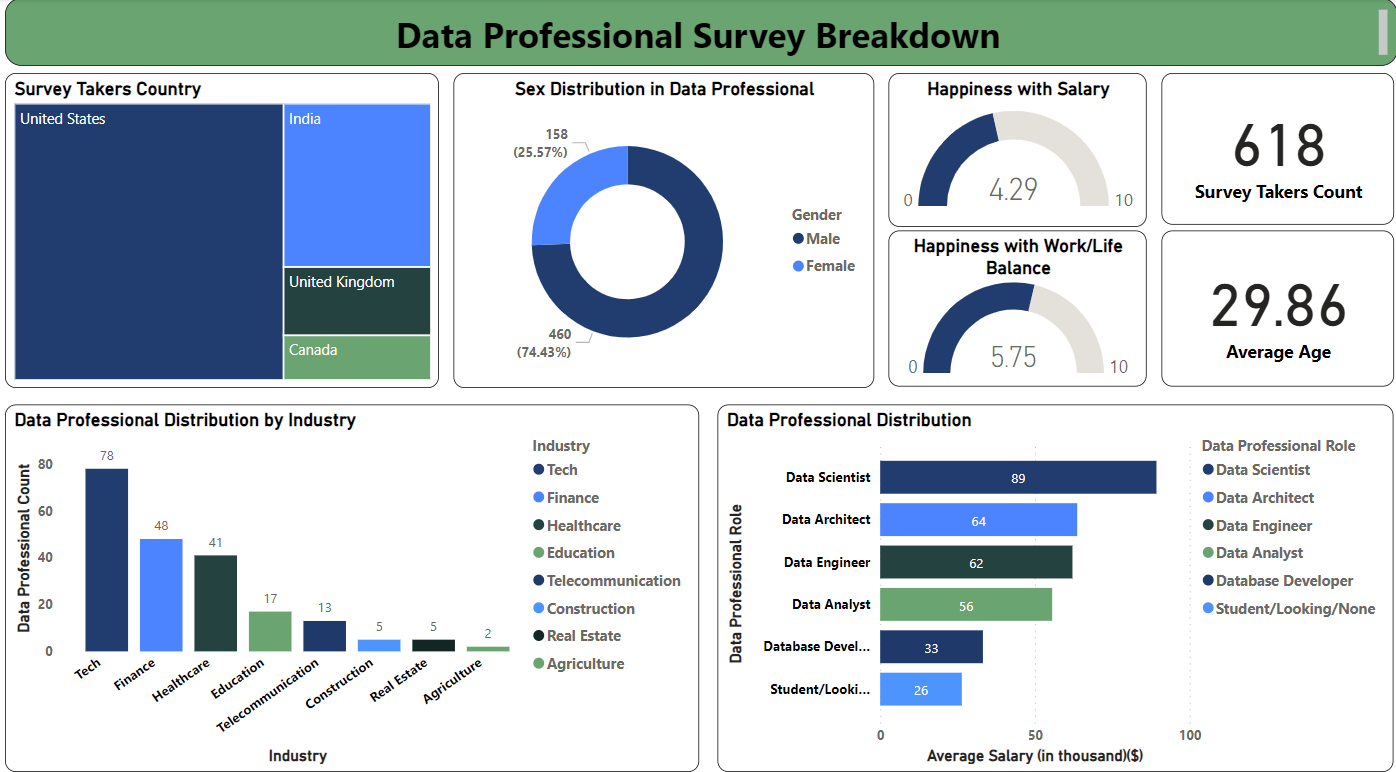 Data Professional Survey Breakdown
Survey Takers Country
United States
India
United Kingdom
Canada
Sex Distribution in Data Professional
158
(25.57%)
460
(74.43%)
Gender
Male
Female
Happiness with Salary
0
4.29
10
Happiness with Work/Life
Balance
0
5.75
10
618
Survey Takers Count
29.86
Average Age
Data Professional Distribution by Industry
Data Professional Count
80
60
40
20
0
78
48
41
17
13
5
5
2
Tech
Finance
Healthcare
Education
Telecommunication
Construction
Real Estate
Agriculture
Industry
Industry
Tech
Finance
Healthcare
Education
Telecommunication
Construction
Real Estate
Agriculture
Data Professional Distribution
Data Professional Role
Data Scientist
89
Data Architect
64
Data Engineer
62
Data Analyst
56
Database Devel...
33
Student/Looki...
26
0
50
100
Average Salary (in thousand)($)
Data Professional Role
Data Scientist
Data Architect
Data Engineer
Data Analyst
Database Developer
Student/Looking/None